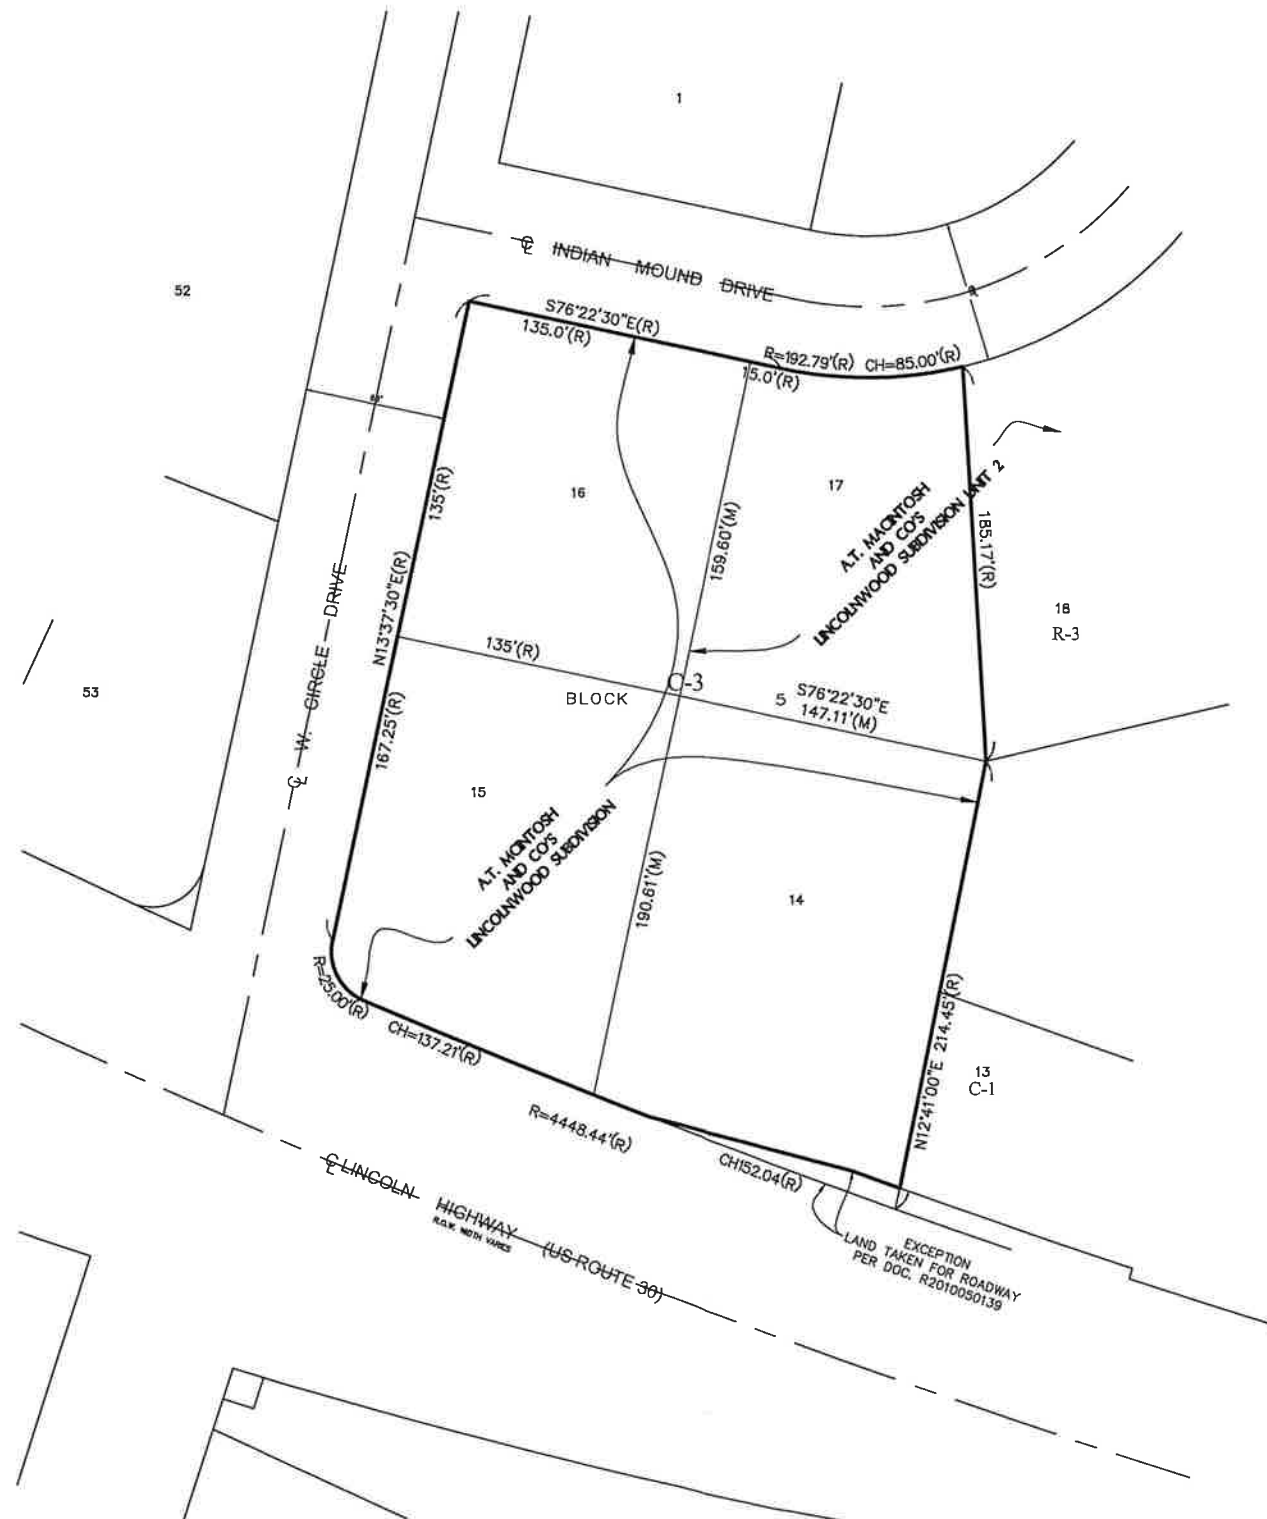 1
52
℄ INDIAN MOUND DRIVE
S76°22'30"E(R)
135.0'(R)
R=192.79'(R) CH=85.00'(R)
15.0'(R)
135'(R)
16
17
A.T. MACINTOSH
AND CO'S
LINCOLNWOOD SUBDIVISION UNIT 2
159.60'(M)
185.17'(R)
18
R-3
N13°37'30"E(R)
℄ W. CIRCLE DRIVE
53
135'(R)
C-3
BLOCK
5
S76°22'30"E
147.11'(M)
167.25'(R)
15
A.T. MCINTOSH
AND CO'S
LINCOLNWOOD SUBDIVISION
190.61'(M)
14
R=25.00'(R)
CH=137.21'(R)
N12°41'00"E 214.45'(R)
13
C-1
R=4448.44'(R)
CH152.04(R)
℄ LINCOLN HIGHWAY (US ROUTE 30)
R.O.W. WIDTH VARIES
EXCEPTION
LAND TAKEN FOR ROADWAY
PER DOC. R2010050139